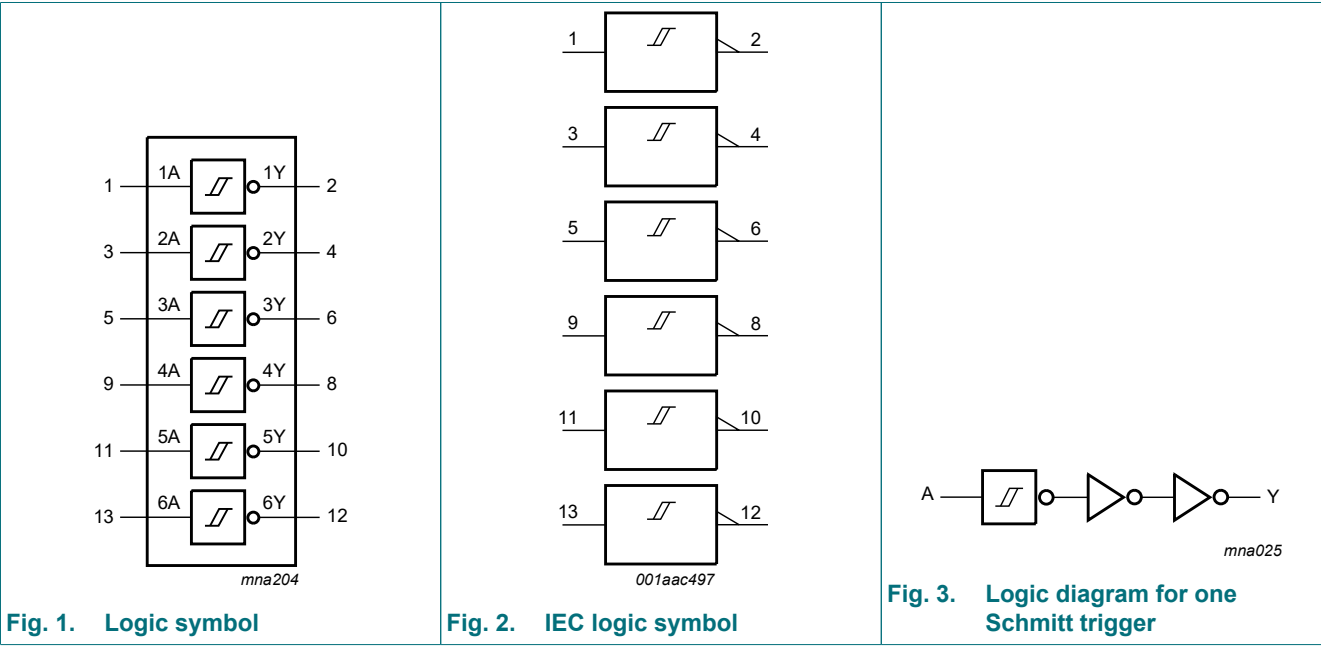 1 1A 1Y 2
3 2A 2Y 4
5 3A 3Y 6
9 4A 4Y 8
11 5A 5Y 10
13 6A 6Y 12
mna204
Fig. 1. Logic symbol
1 2
3 4
5 6
9 8
11 10
13 12
001aac497
Fig. 2. IEC logic symbol
A Y
mna025
Fig. 3. Logic diagram for one
Schmitt trigger